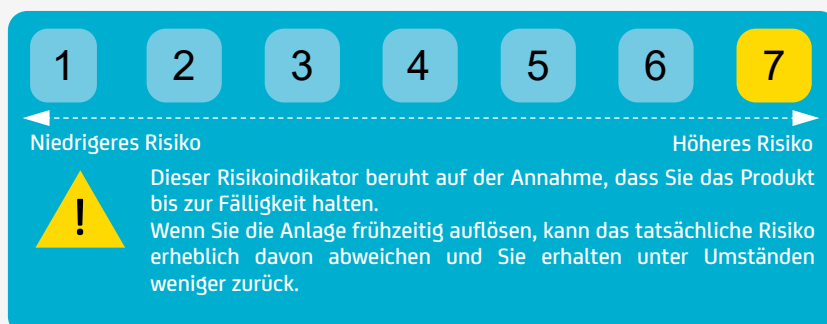 1 2 3 4 5 6 7
Niedrigeres Risiko Höheres Risiko
!
Dieser Risikoindikator beruht auf der Annahme, dass Sie das Produkt
bis zur Fälligkeit halten.
Wenn Sie die Anlage frühzeitig auflösen, kann das tatsächliche Risiko
erheblich davon abweichen und Sie erhalten unter Umständen
weniger zurück.